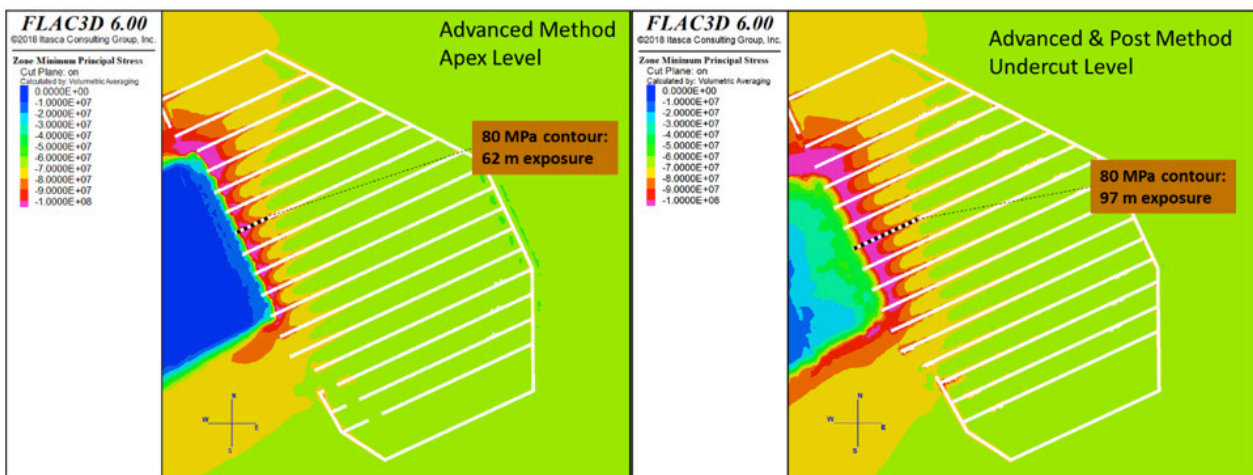 FLAC3D 6.00
©2018 Itasca Consulting Group, Inc.
Zone Minimum Principal Stress
Cut Plane: on
Calculated by: Volumetric Averaging
0.0000E+00
-1.0000E+07
-2.0000E+07
-3.0000E+07
-4.0000E+07
-5.0000E+07
-6.0000E+07
-7.0000E+07
-8.0000E+07
-9.0000E+07
-1.0000E+08
Advanced Method
Apex Level
80 MPa contour:
62 m exposure
N
W
E
S
FLAC3D 6.00
©2018 Itasca Consulting Group, Inc.
Zone Minimum Principal Stress
Cut Plane: on
Calculated by: Volumetric Averaging
0.0000E+00
-1.0000E+07
-2.0000E+07
-3.0000E+07
-4.0000E+07
-5.0000E+07
-6.0000E+07
-7.0000E+07
-8.0000E+07
-9.0000E+07
-1.0000E+08
Advanced & Post Method
Undercut Level
80 MPa contour:
97 m exposure
N
W
E
S